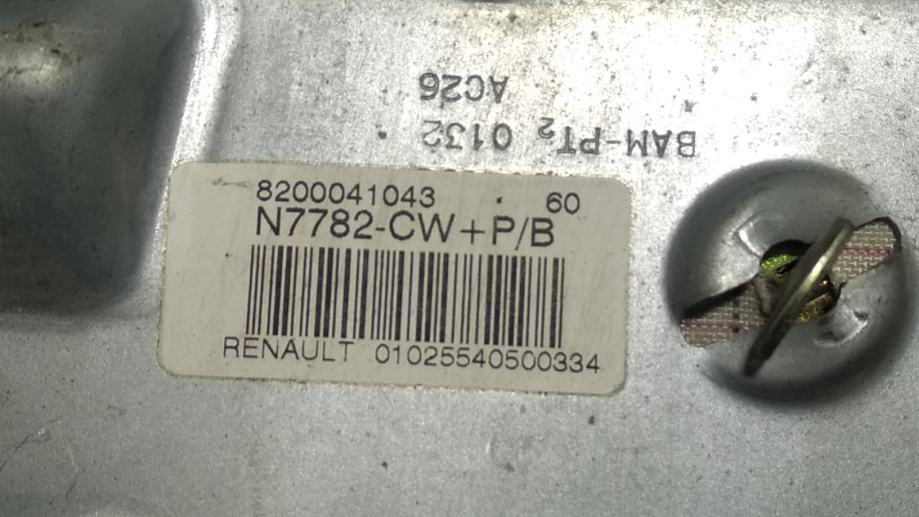 AC26
BAM-PT2 0132
8200041043 60
N7782-CW+P/B
RENAULT 01025540500334